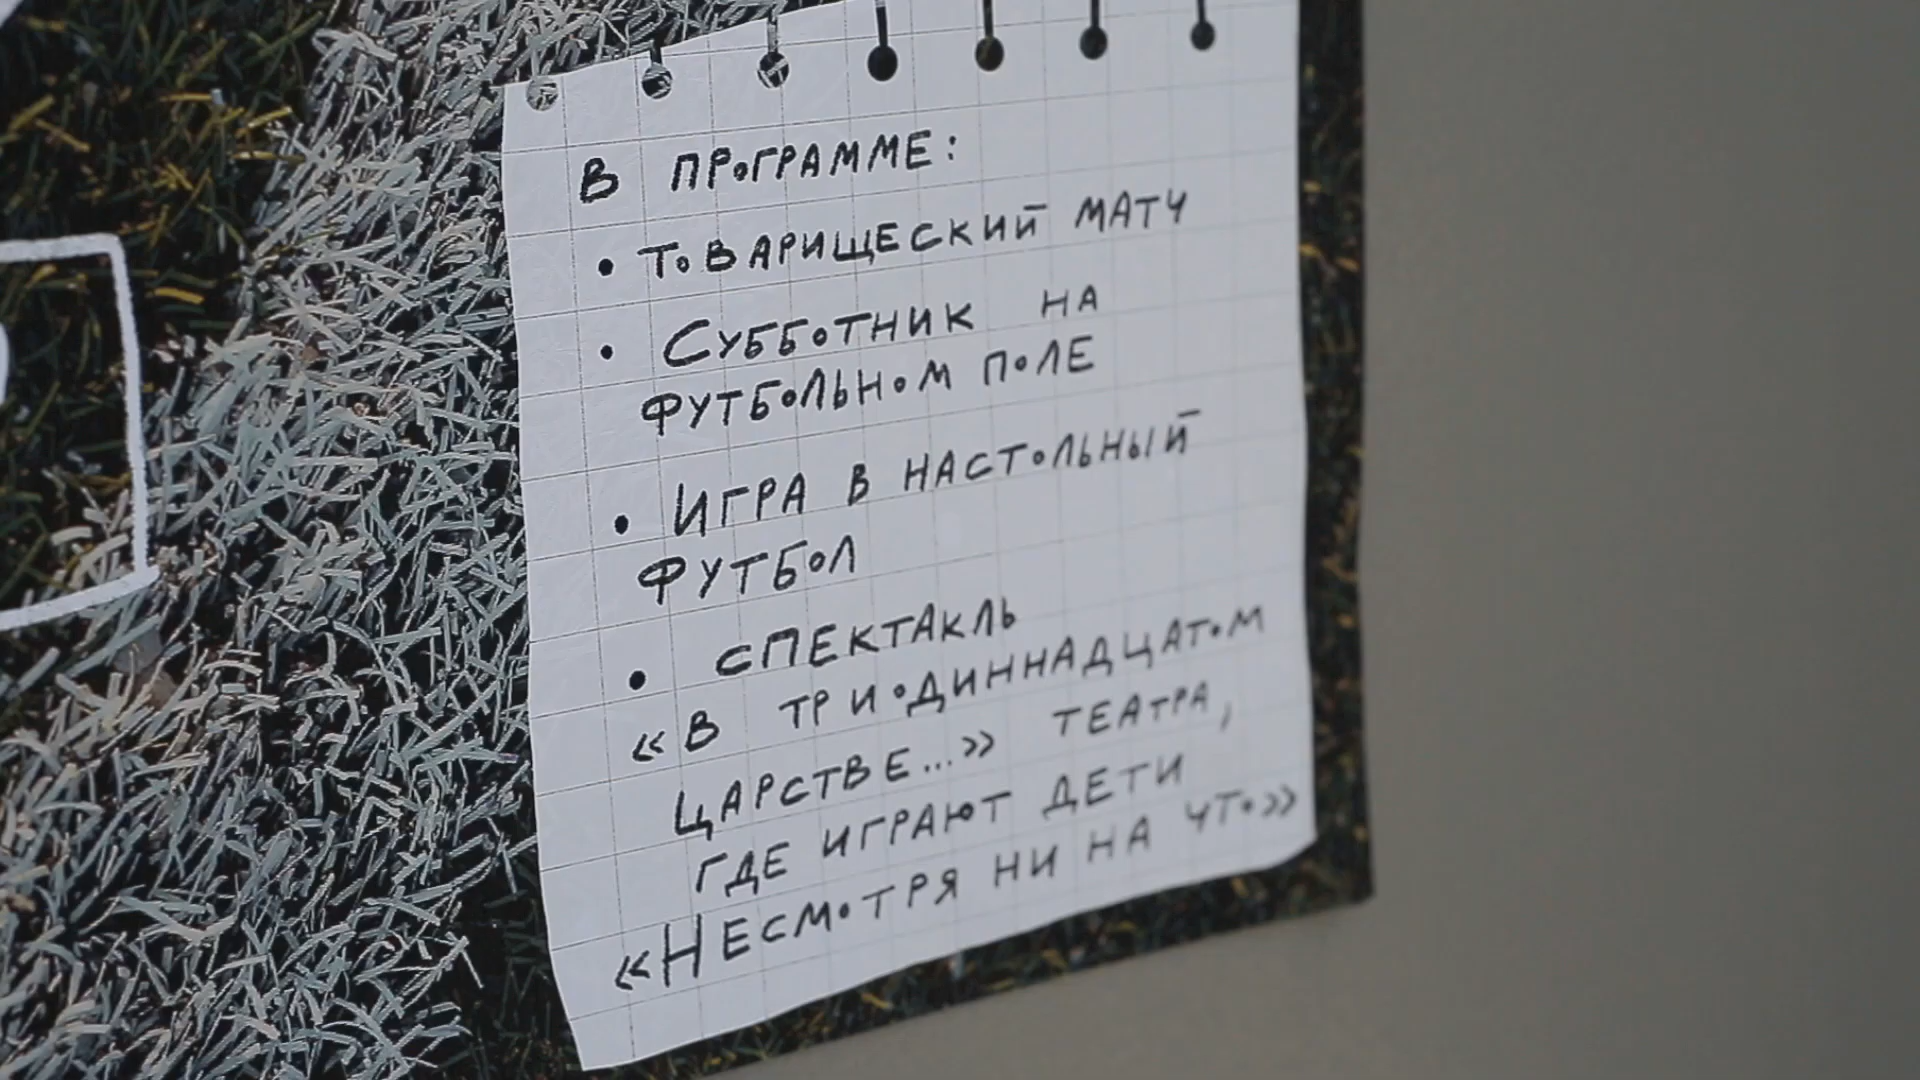 В ПРОГРАММЕ:
• ТОВАРИЩЕСКИЙ МАТЧ
• СУББОТНИК НА
ФУТБОЛЬНОМ ПОЛЕ
• ИГРА В НАСТОЛЬНЫЙ
ФУТБОЛ
• СПЕКТАКЛЬ
«В ТРИОДИННАДЦАТОМ
ЦАРСТВЕ...» ТЕАТРА,
ГДЕ ИГРАЮТ ДЕТИ
«НЕСМОТРЯ НИ НА ЧТО»